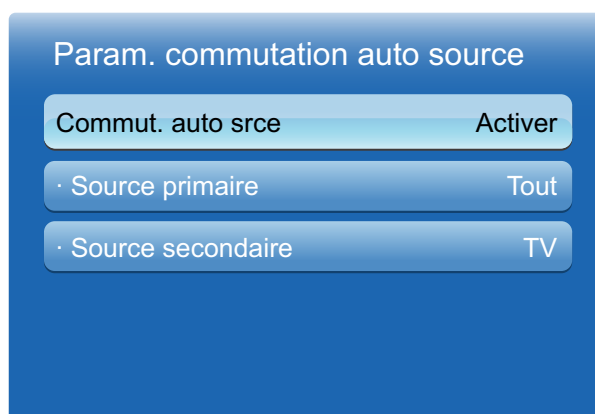 Param. commutation auto source
Commut. auto srce Activer
· Source primaire Tout
· Source secondaire TV